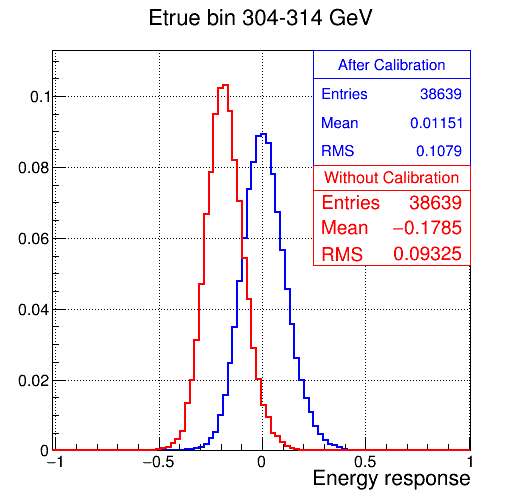 Etrue bin 304-314 GeV
After Calibration
Entries 38639
Mean 0.01151
RMS 0.1079
Without Calibration
Entries 38639
Mean −0.1785
RMS 0.09325
0.1
0.08
0.06
0.04
0.02
0
−1 −0.5 0 0.5 1
Energy response